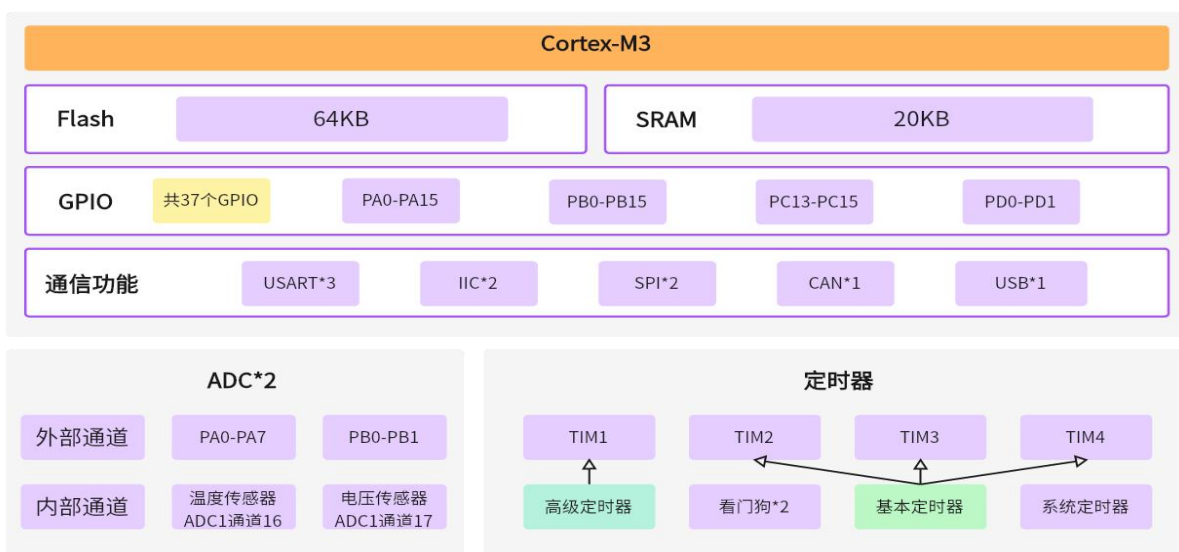 Cortex-M3
Flash
64KB
SRAM
20KB
GPIO
共37个GPIO
PA0-PA15
PB0-PB15
PC13-PC15
PD0-PD1
通信功能
USART*3
IIC*2
SPI*2
CAN*1
USB*1
ADC*2
外部通道
PA0-PA7
PB0-PB1
内部通道
温度传感器
ADC1通道16
电压传感器
ADC1通道17
定时器
TIM1
TIM2
TIM3
TIM4
高级定时器
看门狗*2
基本定时器
系统定时器